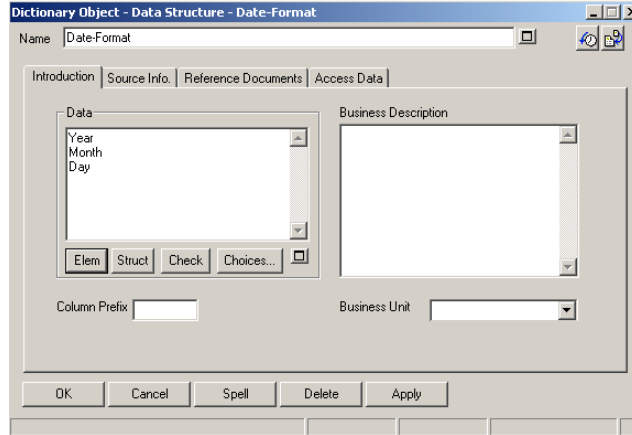 Dictionary Object - Data Structure - Date-Format
Name Date-Format
Introduction Source Info. Reference Documents Access Data
Data Business Description
Year
Month
Day
Elem Struct Check Choices...
Column Prefix Business Unit
OK Cancel Spell Delete Apply